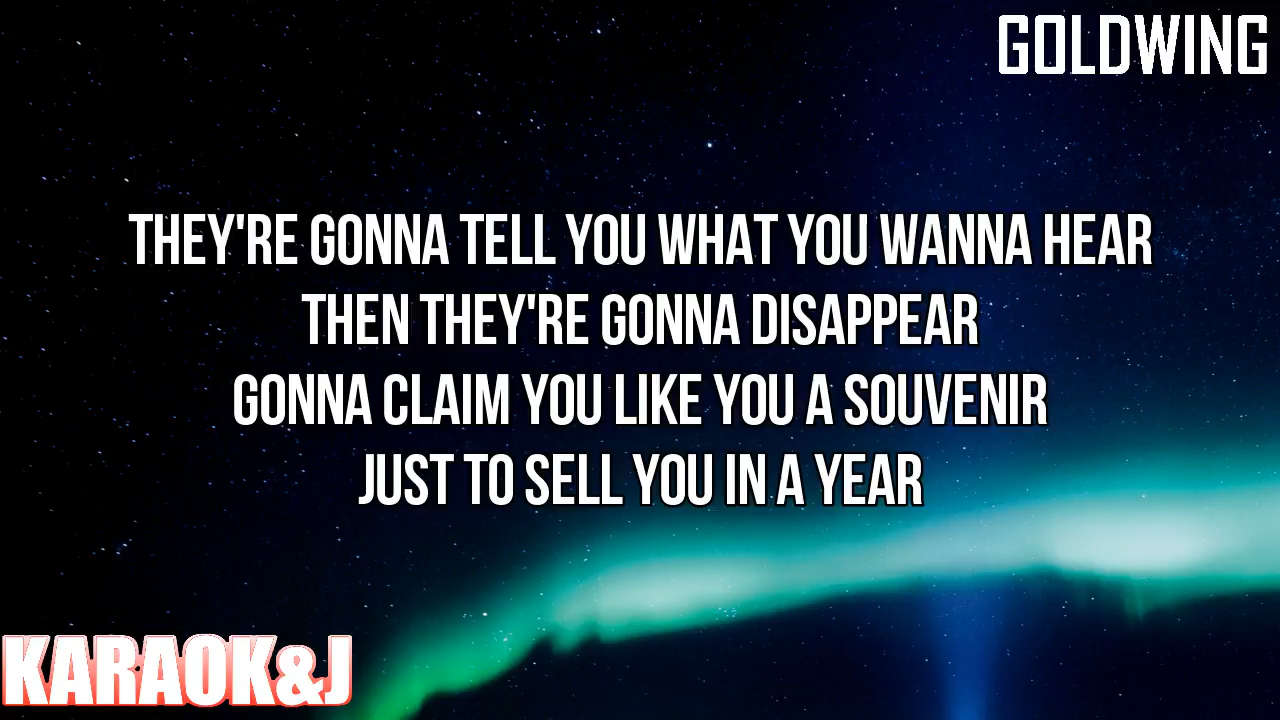 GOLDWING
THEY'RE GONNA TELL YOU WHAT YOU WANNA HEAR
THEN THEY'RE GONNA DISAPPEAR
GONNA CLAIM YOU LIKE YOU A SOUVENIR
JUST TO SELL YOU IN A YEAR
KARAOK&J